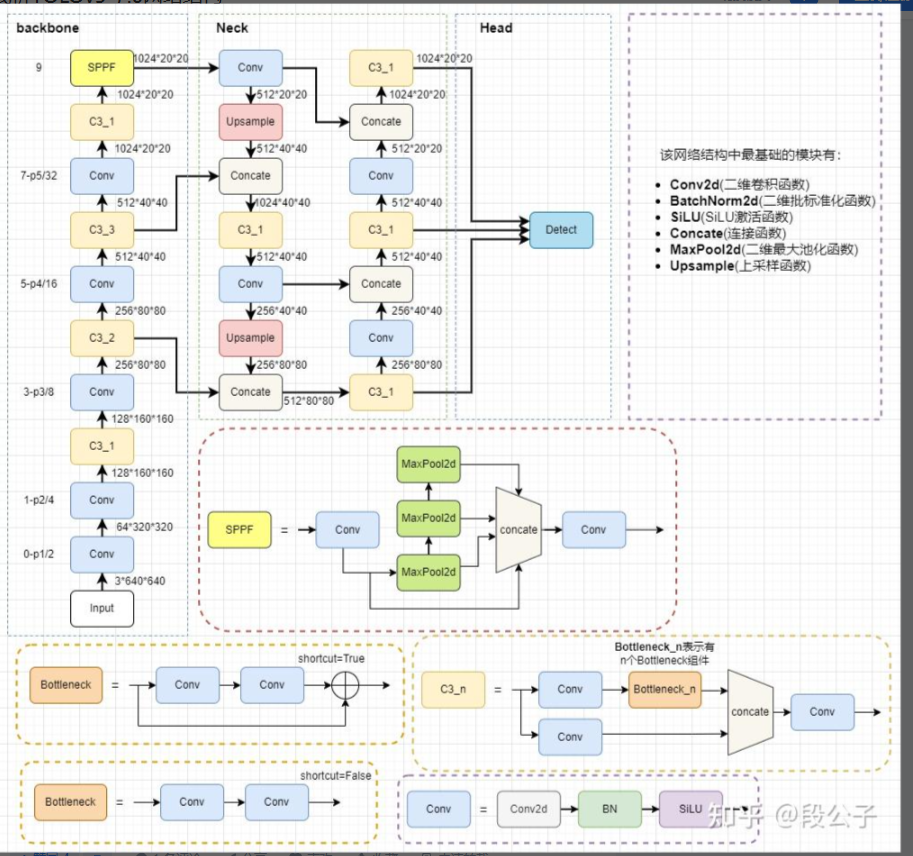 backbone
9
SPPF
1024*20*20
1024*20*20
C3_1
1024*20*20
7-p5/32
Conv
512*40*40
C3_3
512*40*40
5-p4/16
Conv
256*80*80
C3_2
256*80*80
3-p3/8
Conv
128*160*160
C3_1
128*160*160
1-p2/4
Conv
64*320*320
0-p1/2
Conv
3*640*640
Input
Neck
Conv
512*20*20
Upsample
512*40*40
Concate
1024*40*40
C3_1
512*40*40
Conv
256*40*40
Upsample
256*80*80
Concate
512*80*80
C3_1
1024*20*20
1024*20*20
Concate
512*20*20
Conv
512*40*40
C3_1
512*40*40
Concate
256*40*40
Conv
256*80*80
C3_1
Head
Detect
该网络结构中最基础的模块有：
• Conv2d(二维卷积函数)
• BatchNorm2d(二维批标准化函数)
• SiLU(SiLU激活函数)
• Concate(连接函数)
• MaxPool2d(二维最大池化函数)
• Upsample(上采样函数)
SPPF
=
Conv
MaxPool2d
MaxPool2d
MaxPool2d
concate
Conv
shortcut=True
Bottleneck
=
Conv
Conv
Bottleneck_n表示有
n个Bottleneck组件
C3_n
=
Conv
Bottleneck_n
Conv
concate
Conv
shortcut=False
Bottleneck
=
Conv
Conv
Conv
=
Conv2d
BN
SiLU
知乎 @段公子